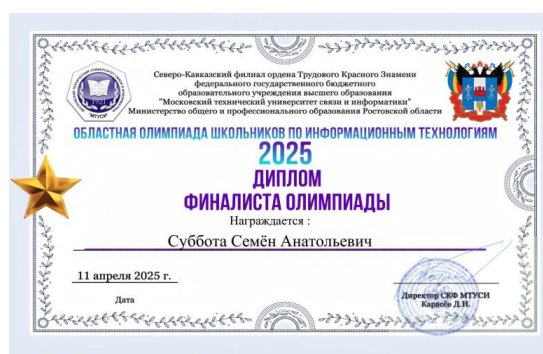 Северо-Кавказский филиал ордена Трудового Красного Знамени
федерального государственного бюджетного
образовательного учреждения высшего образования
"Московский технический университет связи и информатики"
Министерство общего и профессионального образования Ростовской области
ОБЛАСТНАЯ ОЛИМПИАДА ШКОЛЬНИКОВ ПО ИНФОРМАЦИОННЫМ ТЕХНОЛОГИЯМ
2025
ДИПЛОМ
ФИНАЛИСТА ОЛИМПИАДЫ
Награждается :
Суббота Семён Анатольевич
11 апреля 2025 г.
Дата
Директор СКФ МТУСИ
1921
"МТУСИ"